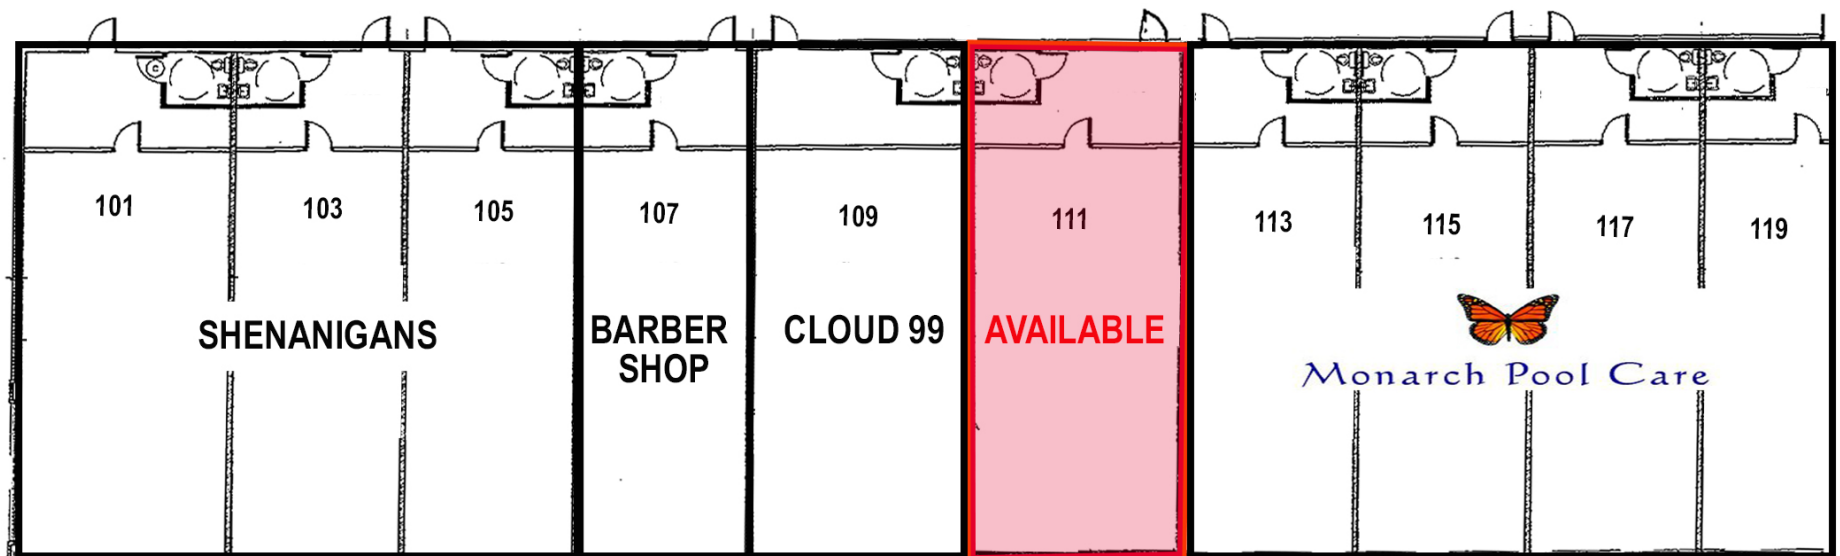 101
103
105
107
109
111
113
115
117
119
SHENANIGANS
BARBER
SHOP
CLOUD 99
AVAILABLE
Monarch Pool Care